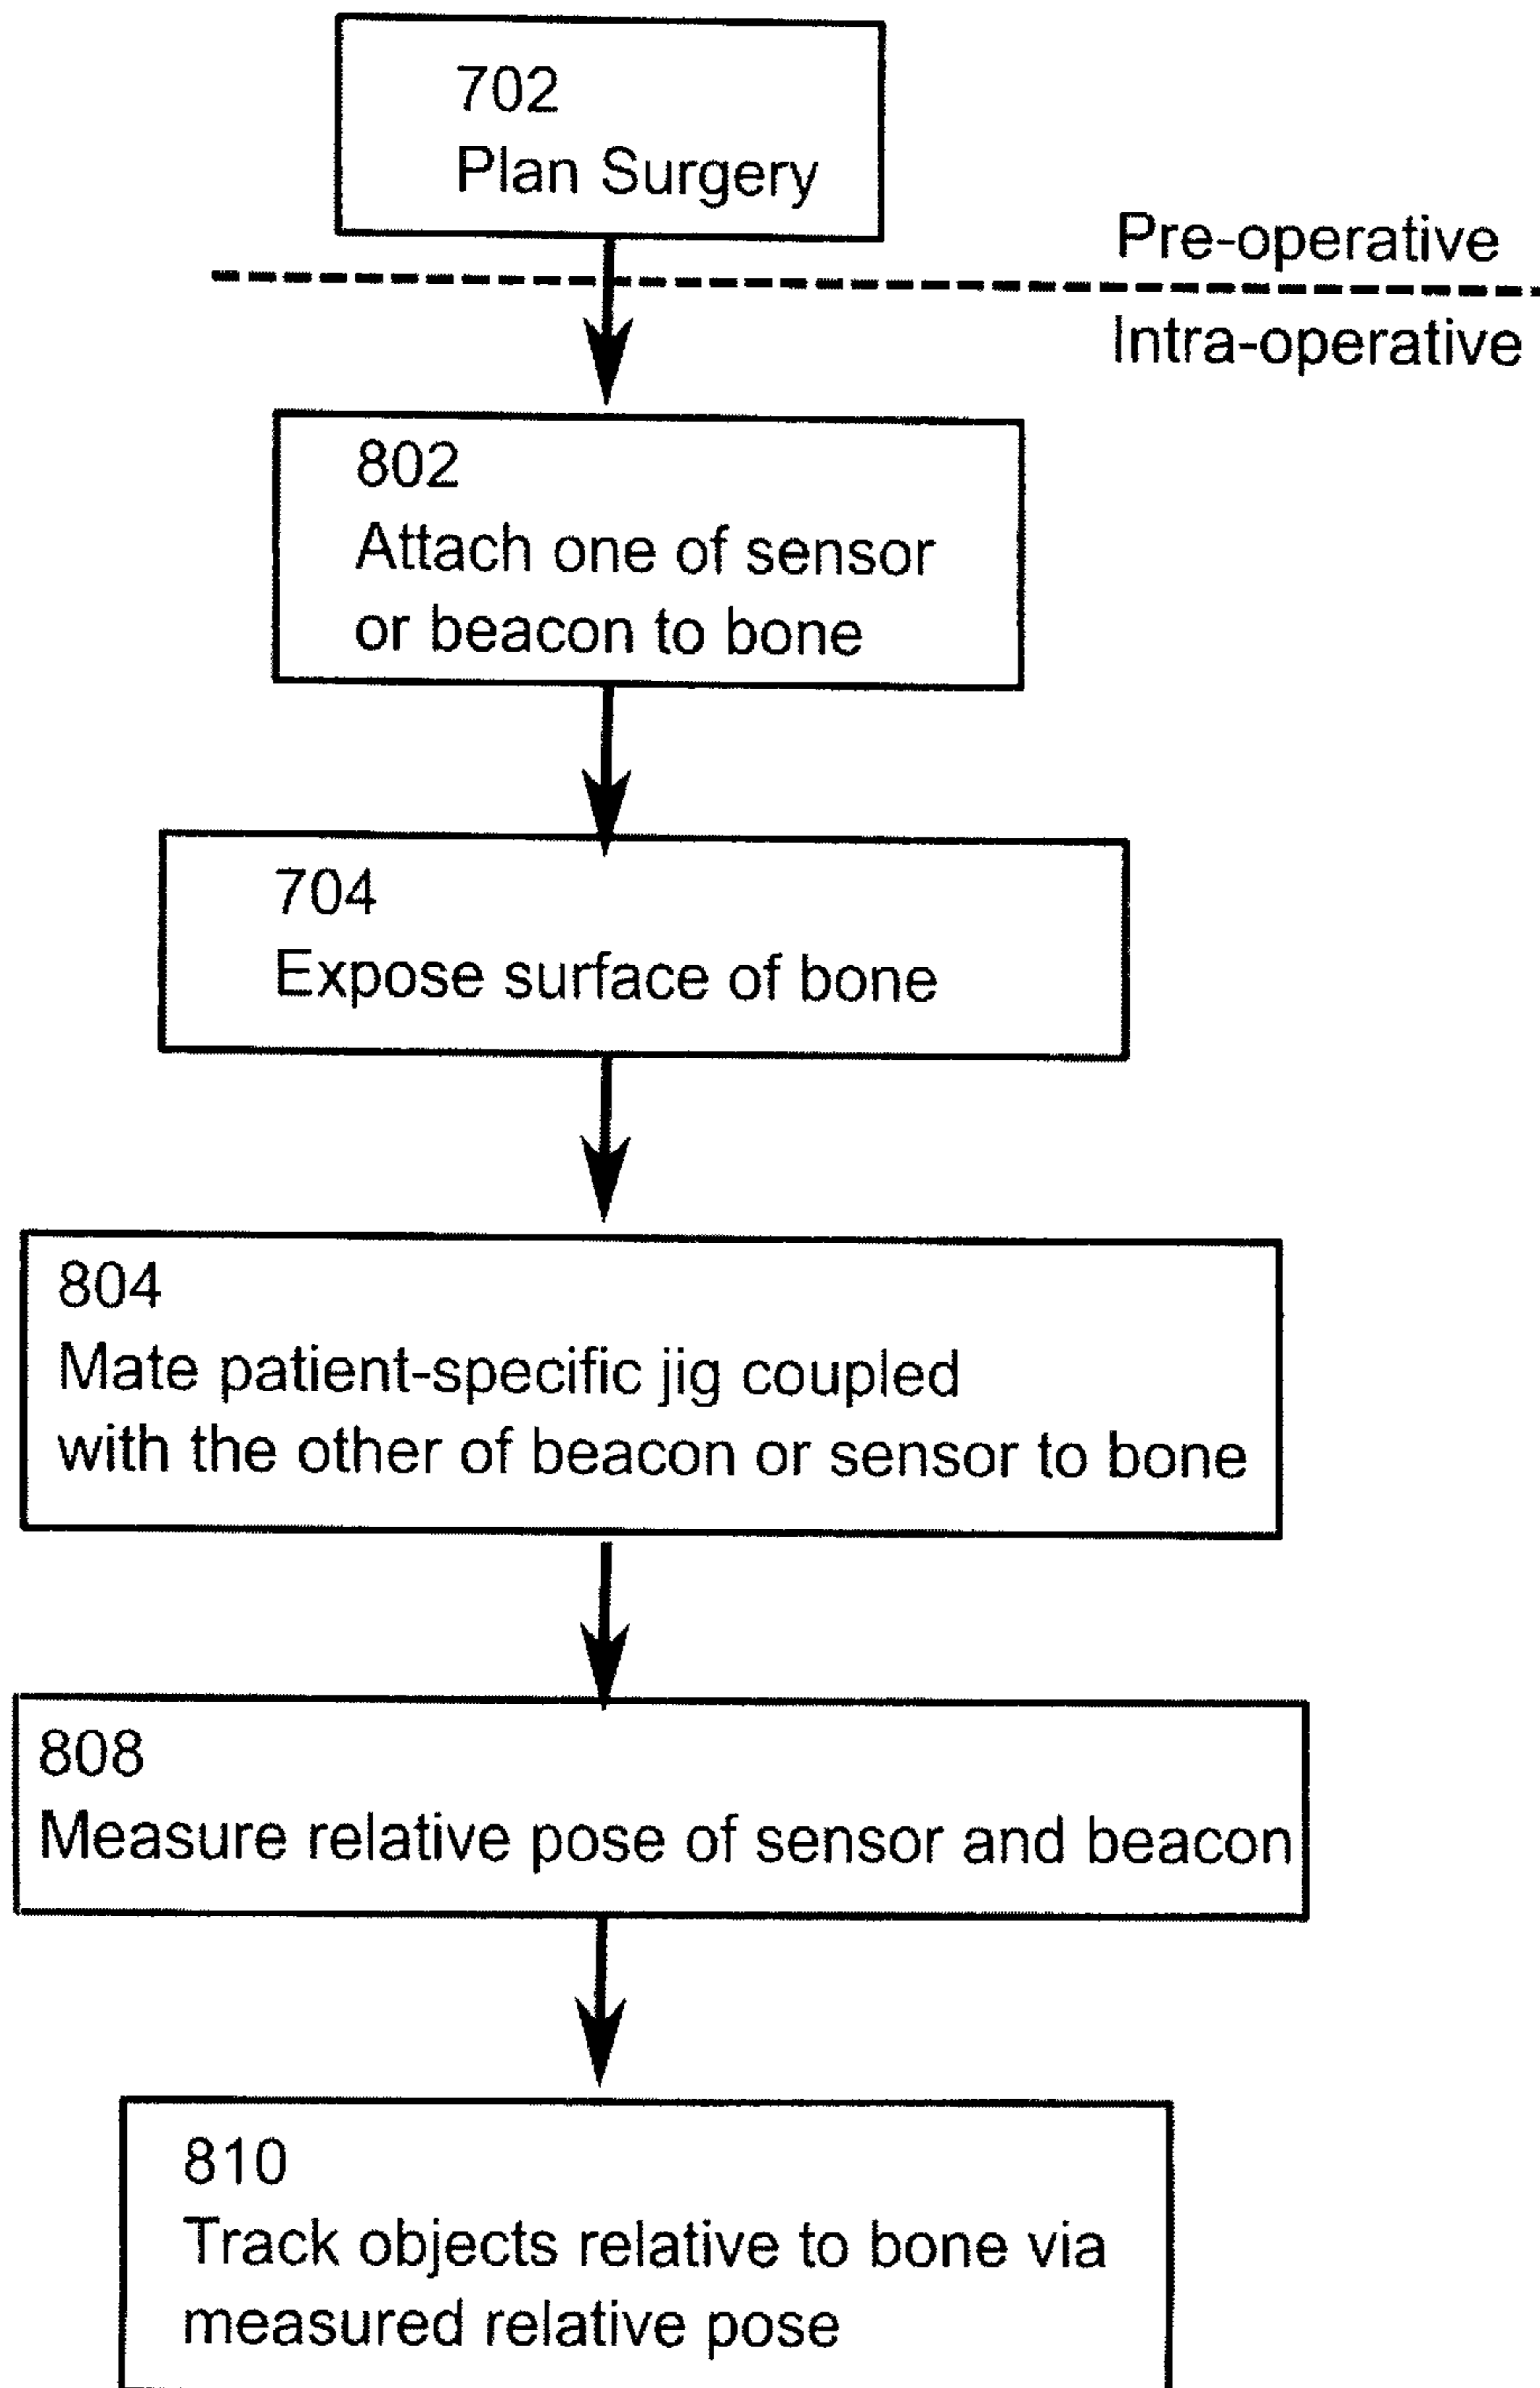 702
Plan Surgery
Pre-operative
Intra-operative
802
Attach one of sensor
or beacon to bone
704
Expose surface of bone
804
Mate patient-specific jig coupled
with the other of beacon or sensor to bone
808
Measure relative pose of sensor and beacon
810
Track objects relative to bone via
measured relative pose